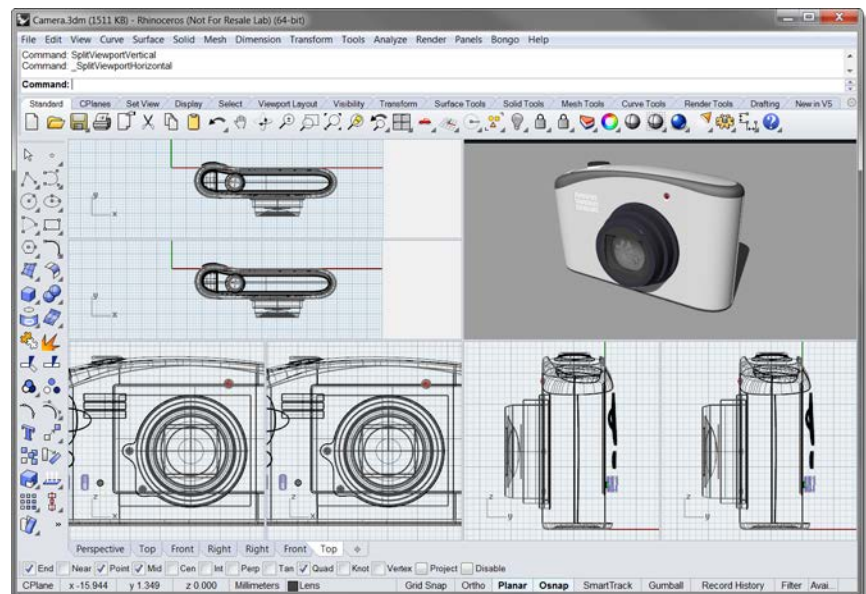 Camera.3dm (1511 KB) - Rhinoceros (Not For Resale Lab) (64-bit)
File Edit View Curve Surface Solid Mesh Dimension Transform Tools Analyze Render Panels Bongo Help
Command: SplitViewportVertical
Command: _SplitViewportHorizontal
Command:
Standard CPlanes Set View Display Select Viewport Layout Visibility Transform Surface Tools Solid Tools Mesh Tools Curve Tools Render Tools Drafting New in V5
y
x
y
x
z
x
z
x
z
y
z
y
Perspective Top Front Right Right Front Top
End Near Point Mid Cen Int Perp Tan Quad Knot Vertex Project Disable
CPlane x -15.944 y 1.349 z 0.000 Millimeters Lens Grid Snap Ortho Planar Osnap SmartTrack Gumball Record History Filter Avai...